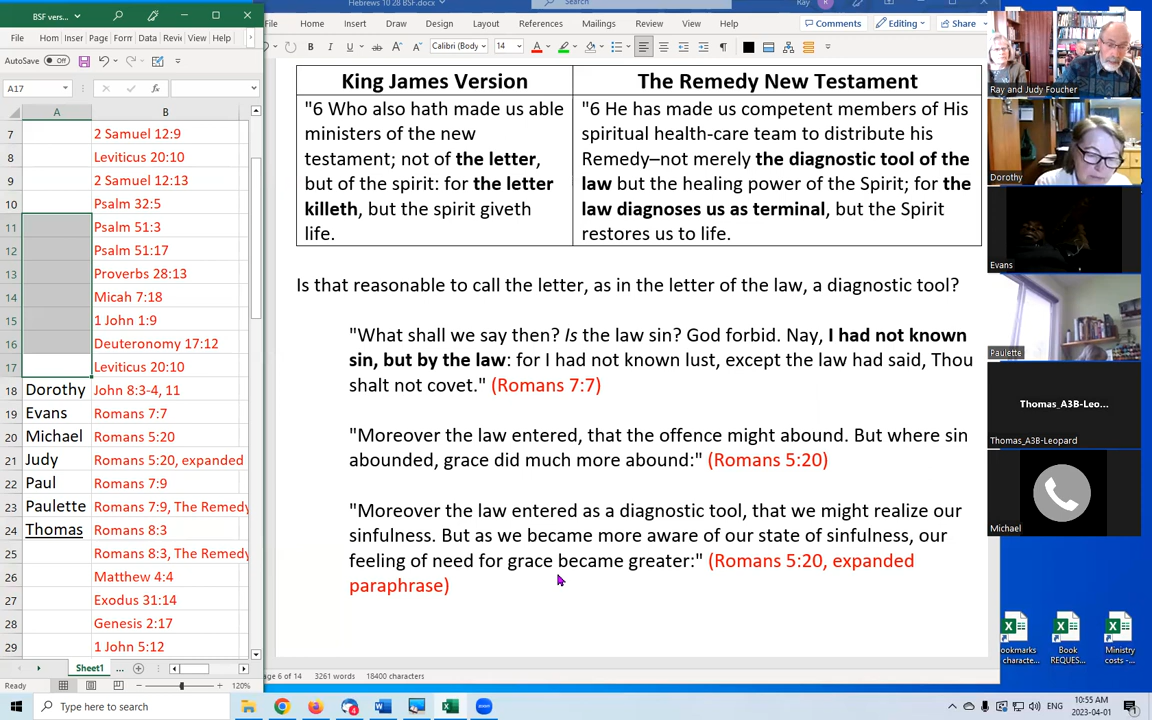 BSF vers...
File
Hom
Inser
Page
Form
Data
Revi
View
Help
AutoSave
Off
A17
fx
A
B
7
2 Samuel 12:9
8
Leviticus 20:10
9
2 Samuel 12:13
10
Psalm 32:5
11
Psalm 51:3
12
Psalm 51:17
13
Proverbs 28:13
14
Micah 7:18
15
1 John 1:9
16
Deuteronomy 17:12
17
Leviticus 20:10
18 Dorothy John 8:3-4, 11
19 Evans Romans 7:7
20 Michael Romans 5:20
21 Judy Romans 5:20, expanded
22 Paul Romans 7:9
23 Paulette Romans 7:9, The Remedy
24 Thomas Romans 8:3
25 Romans 8:3, The Remedy
26 Matthew 4:4
27 Exodus 31:14
28 Genesis 2:17
29 1 John 5:12
Sheet1
...
Ready
120%
Hebrews 10 28 BSF.docx
Search
Ray
R
File
Home
Insert
Draw
Design
Layout
References
Mailings
Review
View
Help
Comments
Editing
Share
B
I
U
ab
Calibri (Body
14
King James Version
The Remedy New Testament
"6 Who also hath made us able
ministers of the new
testament; not of the letter,
but of the spirit: for the letter
killeth, but the spirit giveth
life.
"6 He has made us competent members of His
spiritual health-care team to distribute his
Remedy–not merely the diagnostic tool of the
law but the healing power of the Spirit; for the
law diagnoses us as terminal, but the Spirit
restores us to life.
Is that reasonable to call the letter, as in the letter of the law, a diagnostic tool?
"What shall we say then? Is the law sin? God forbid. Nay, I had not known
sin, but by the law: for I had not known lust, except the law had said, Thou
shalt not covet." (Romans 7:7)
"Moreover the law entered, that the offence might abound. But where sin
abounded, grace did much more abound:" (Romans 5:20)
"Moreover the law entered as a diagnostic tool, that we might realize our
sinfulness. But as we became more aware of our state of sinfulness, our
feeling of need for grace became greater:" (Romans 5:20, expanded
paraphrase)
age 6 of 14
3261 words
18400 characters
Ray and Judy Foucher
Dorothy
Evans
Paulette
Thomas_A3B-Leo...
Thomas_A3B-Leopard
Michael
ookmarks
characte...
Book
REQUES...
Ministry
costs -...
Type here to search
ENG
10:55 AM
2023-04-01